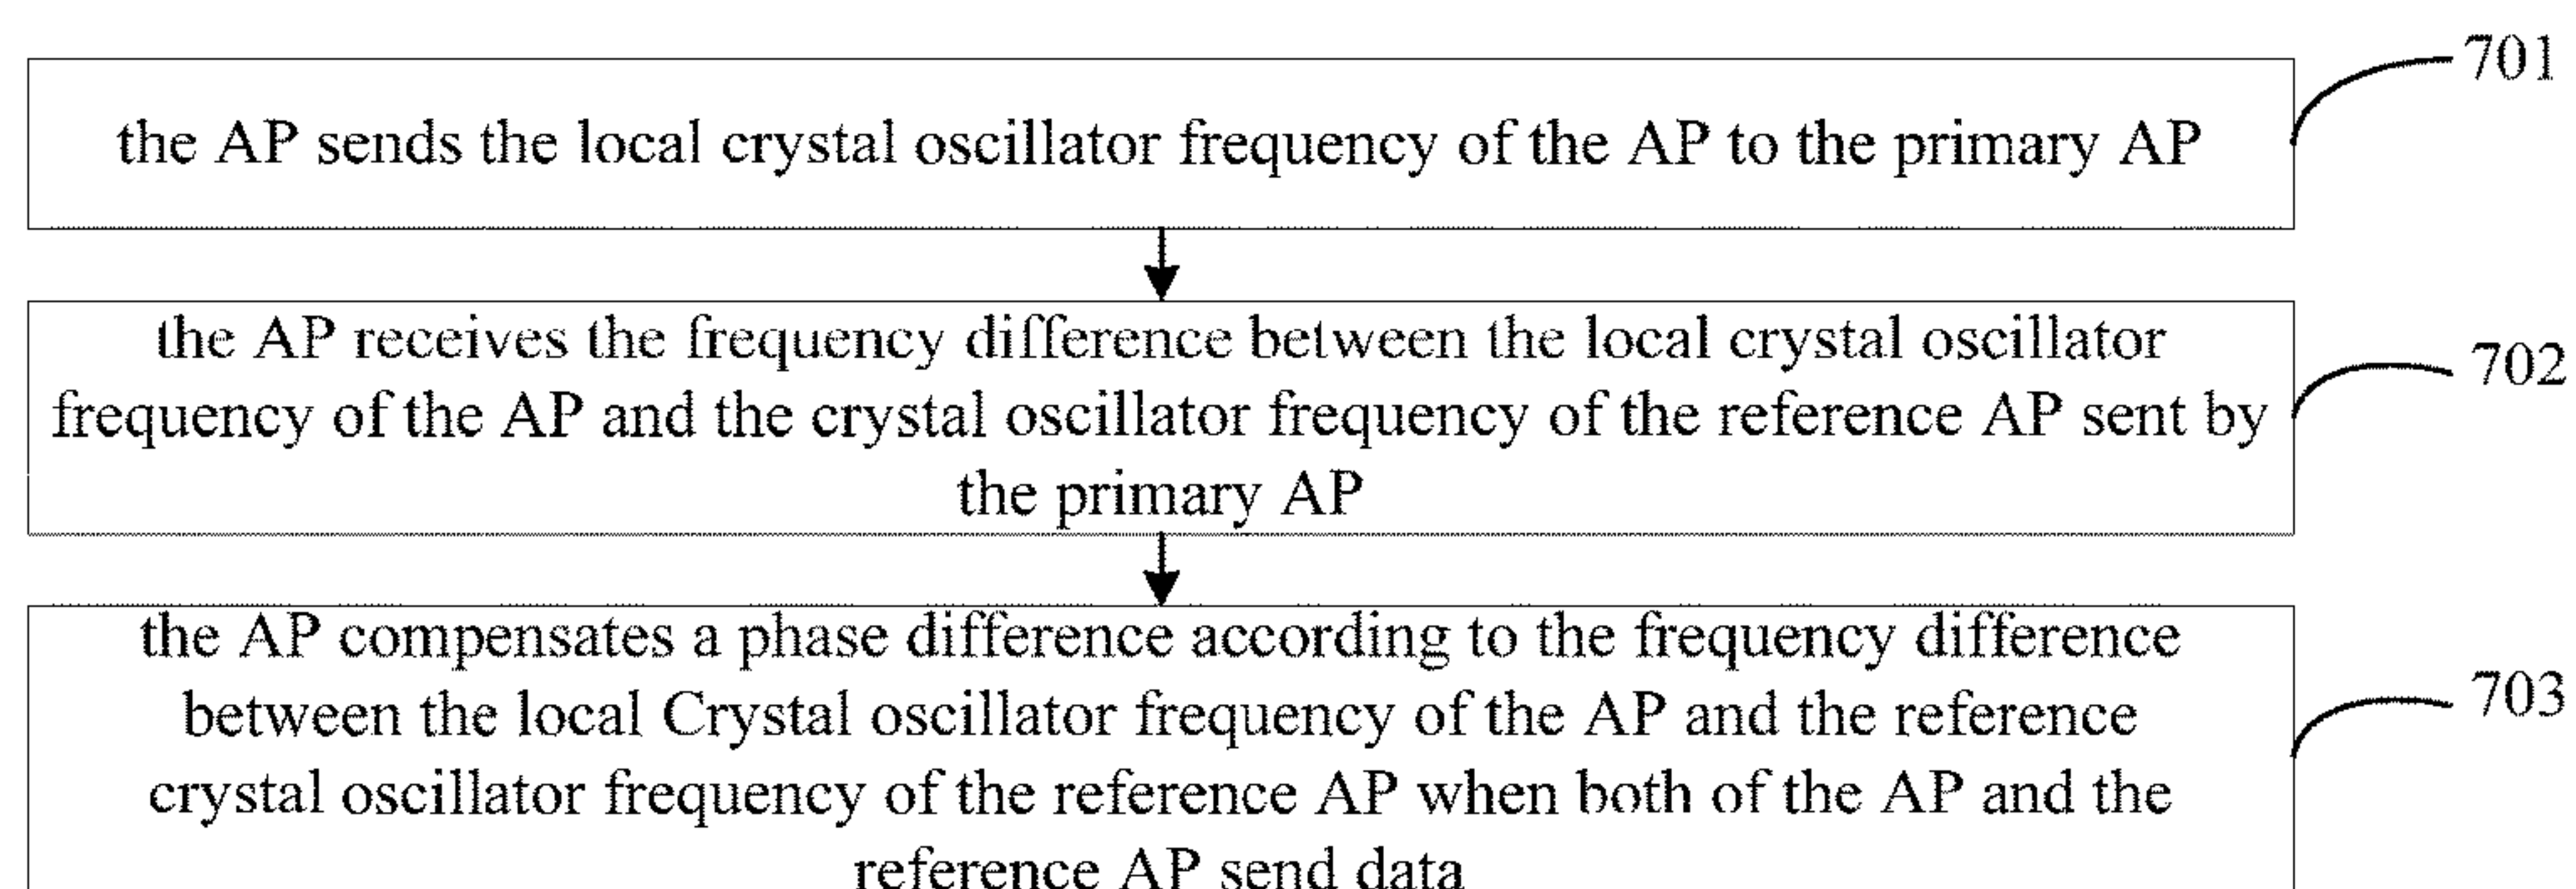 701
the AP sends the local crystal oscillator frequency of the AP to the primary AP
the AP receives the frequency difference between the local crystal oscillator
702
frequency of the AP and the crystal oscillator frequency of the reference AP sent by
the primary AP
the AP compensates a phase difference according to the frequency difference
703
between the local Crystal oscillator frequency of the AP and the reference
crystal oscillator frequency of the reference AP when both of the AP and the
reference AP send data